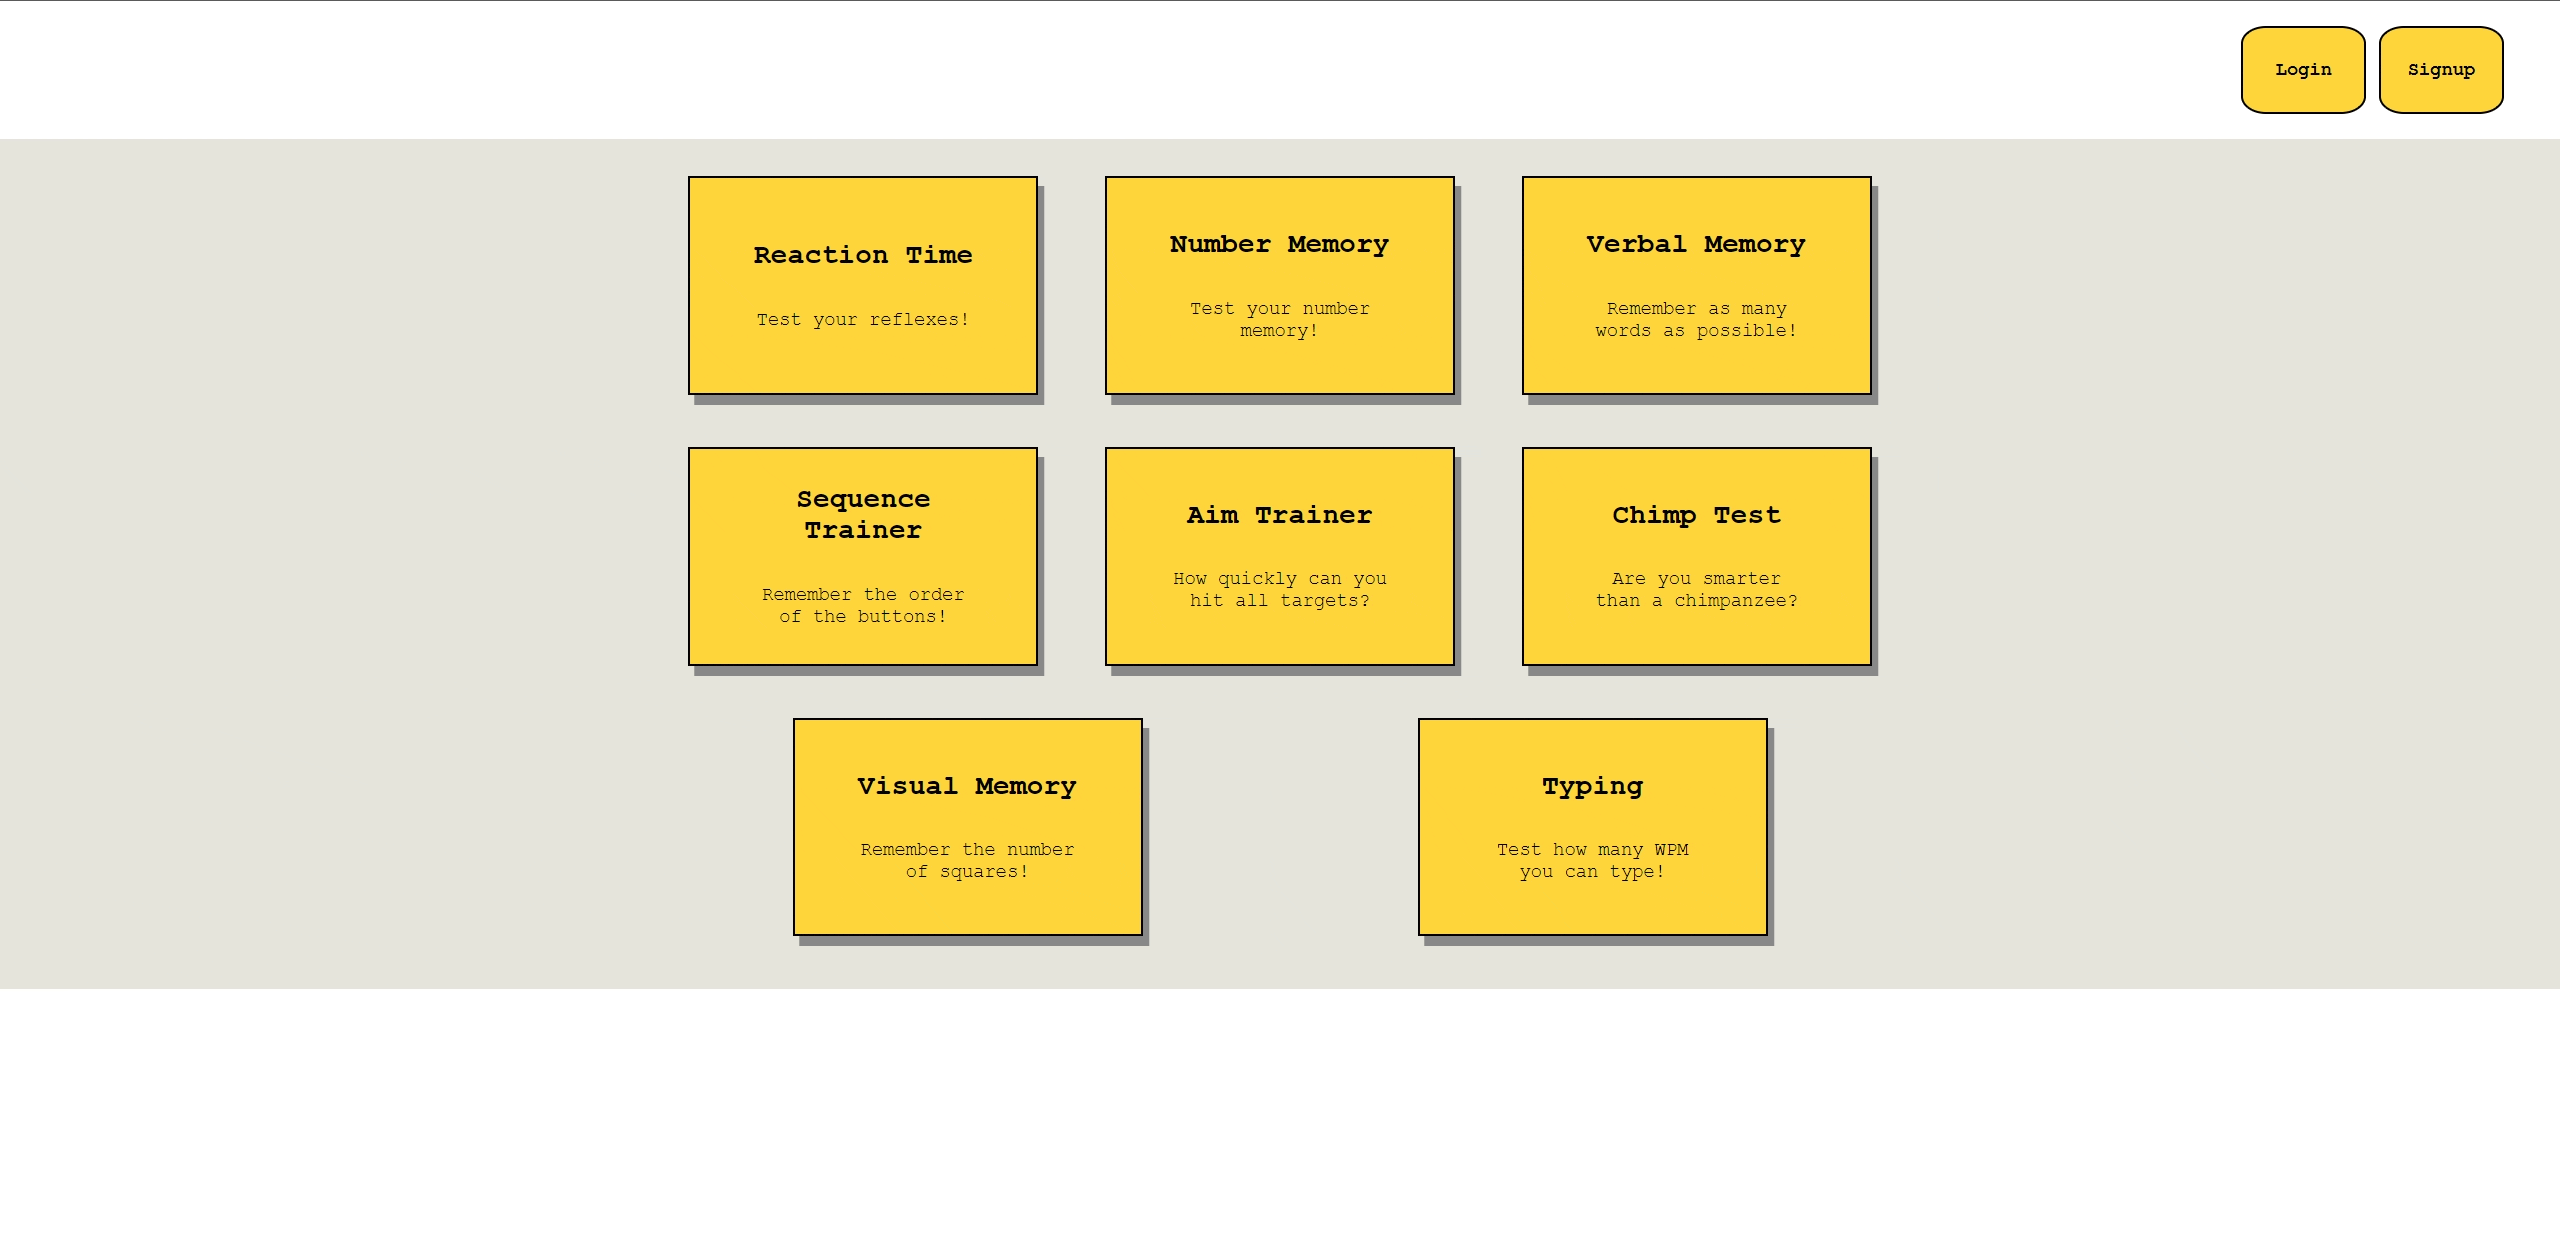 Login
Signup
Reaction Time
Test your reflexes!
Number Memory
Test your number
memory!
Verbal Memory
Remember as many
words as possible!
Sequence
Trainer
Remember the order
of the buttons!
Aim Trainer
How quickly can you
hit all targets?
Chimp Test
Are you smarter
than a chimpanzee?
Visual Memory
Remember the number
of squares!
Typing
Test how many WPM
you can type!